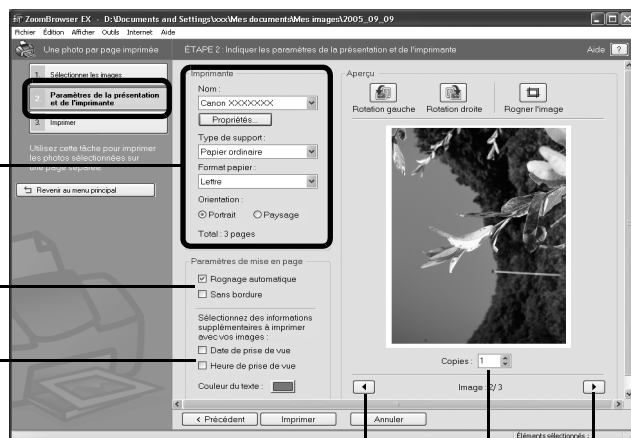 ZoomBrowser EX - D:\Documents and Settings\xxx\Mes documents\Mes images\2005_09_09
Fichier Édition Afficher Outils Internet Aide
Une photo par page imprimée
ÉTAPE 2 : Indiquer les paramètres de la présentation et de l'imprimante
Aide ?
1. Sélectionner les images
2. Paramètres de la présentation
et de l'imprimante
3. Imprimer
Utilisez cette tâche pour imprimer
les photos sélectionnées sur
une page séparée.
Revenir au menu principal
Imprimante
Nom :
Canon XXXXXXX
Propriétés...
Type de support :
Papier ordinaire
Format papier :
Lettre
Orientation :
Portrait Paysage
Total : 3 pages
Paramètres de mise en page
Rognage automatique
Sans bordure
Sélectionnez des informations
supplémentaires à imprimer
avec vos images :
Date de prise de vue
Heure de prise de vue
Couleur du texte :
Aperçu
Rotation gauche Rotation droite Rogner l'image
Copies : 1
Image : 2/ 3
< Précédent Imprimer Annuler
Éléments sélectionnés :